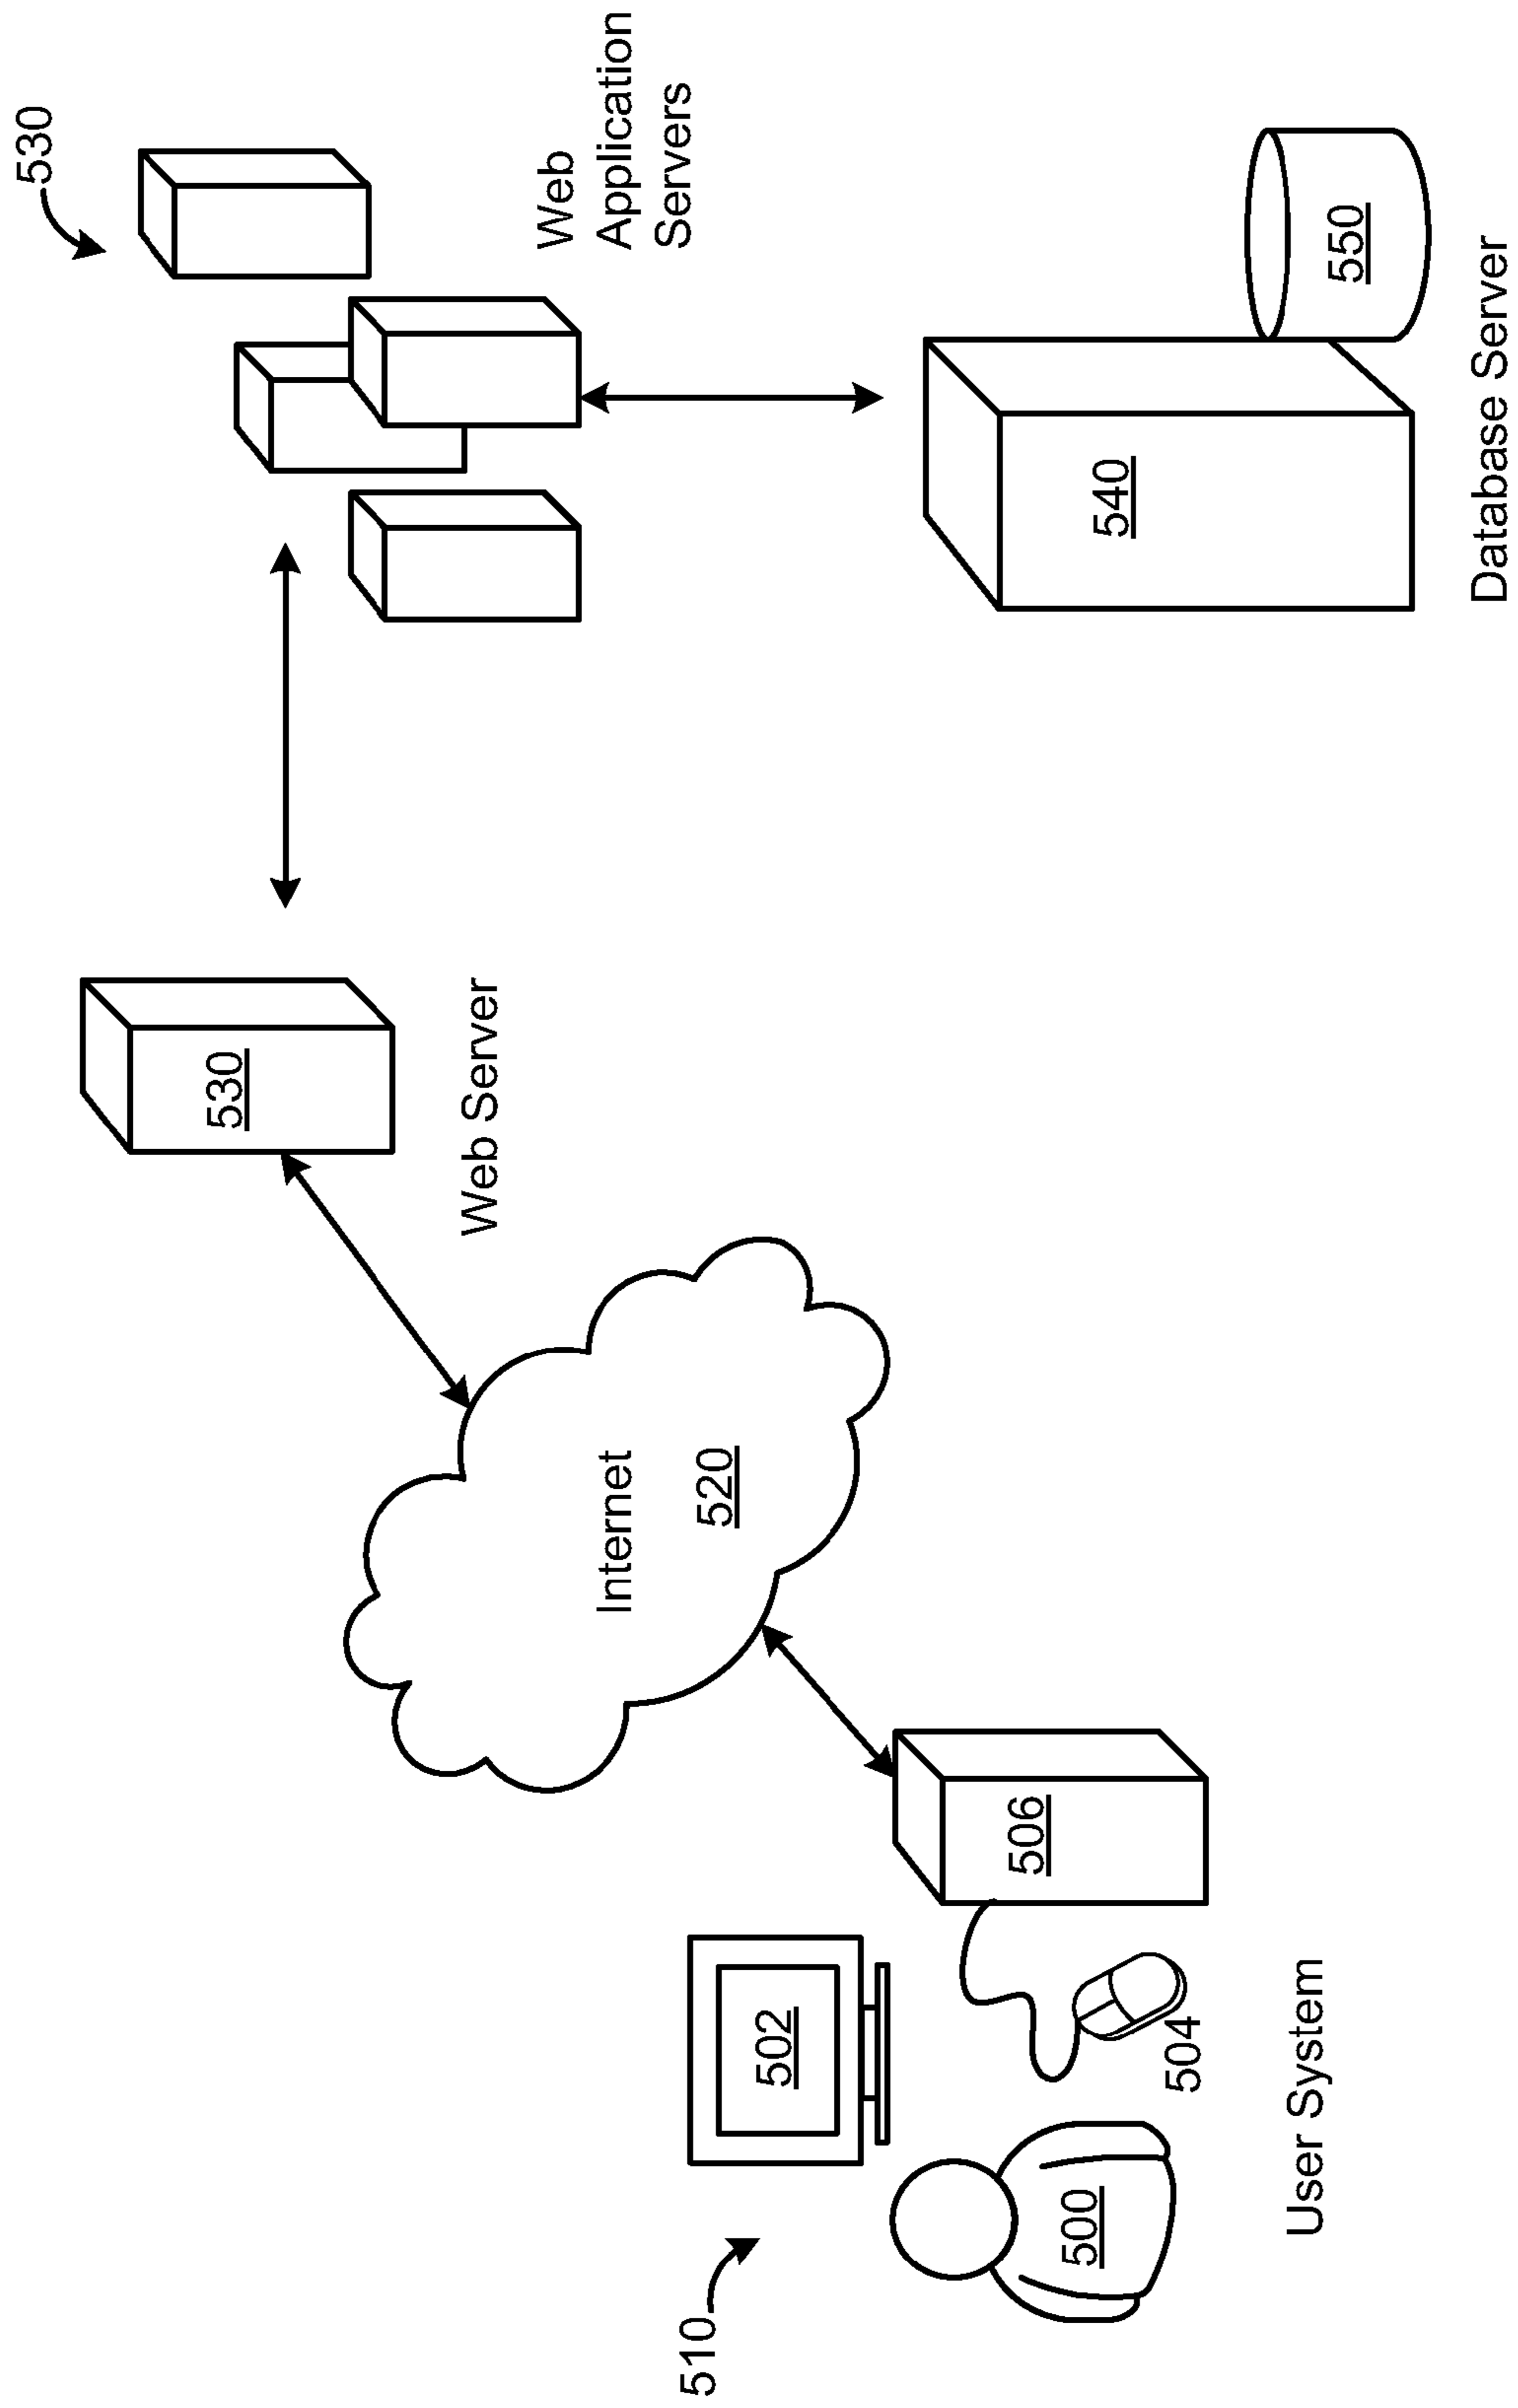 530
530
Web Server
Web
Application
Servers
Internet
520
510
502
506
500
504
User System
540
550
Database Server